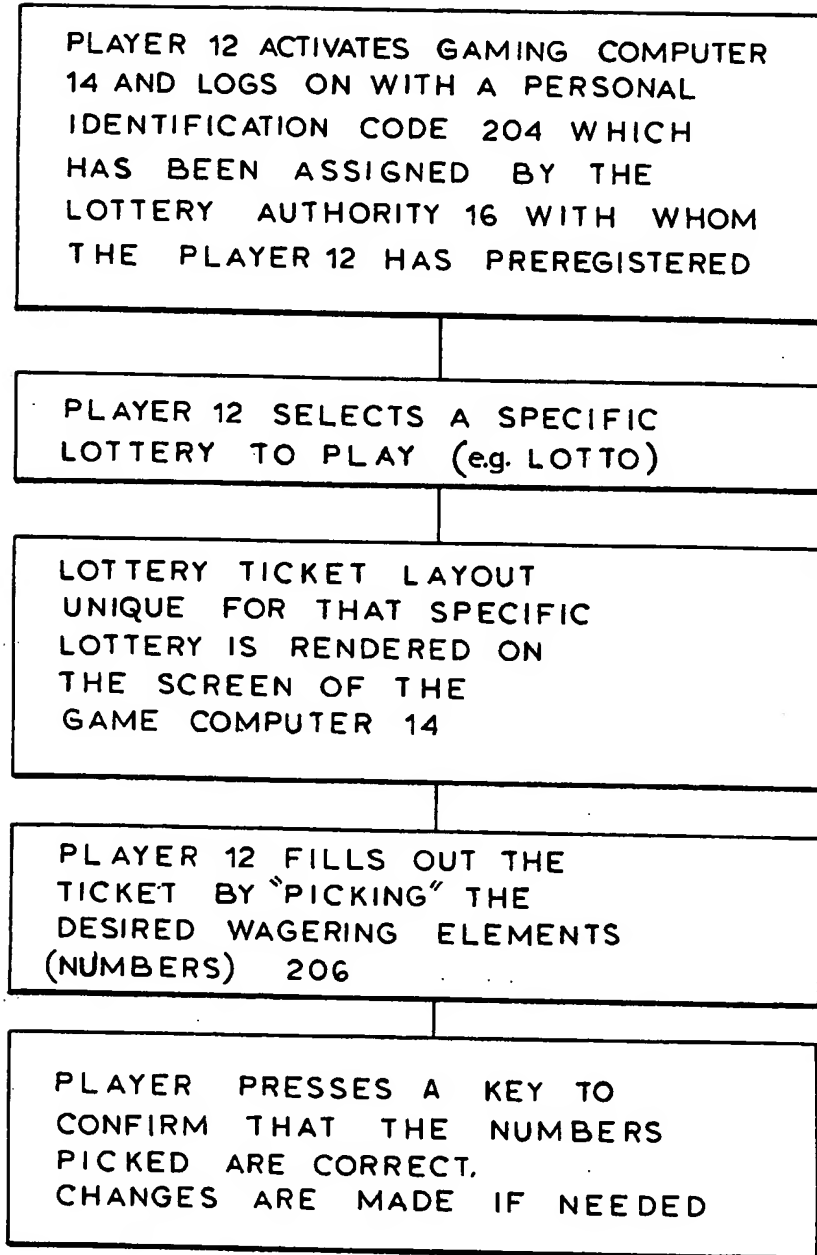 PLAYER 12 ACTIVATES GAMING COMPUTER
14 AND LOGS ON WITH A PERSONAL
IDENTIFICATION CODE 204 WHICH
HAS BEEN ASSIGNED BY THE
LOTTERY AUTHORITY 16 WITH WHOM
THE PLAYER 12 HAS PREREGISTERED
PLAYER 12 SELECTS A SPECIFIC
LOTTERY TO PLAY (e.g. LOTTO)
LOTTERY TICKET LAYOUT
UNIQUE FOR THAT SPECIFIC
LOTTERY IS RENDERED ON
THE SCREEN OF THE
GAME COMPUTER 14
PLAYER 12 FILLS OUT THE
TICKET BY "PICKING" THE
DESIRED WAGERING ELEMENTS
(NUMBERS) 206
PLAYER PRESSES A KEY TO
CONFIRM THAT THE NUMBERS
PICKED ARE CORRECT.
CHANGES ARE MADE IF NEEDED